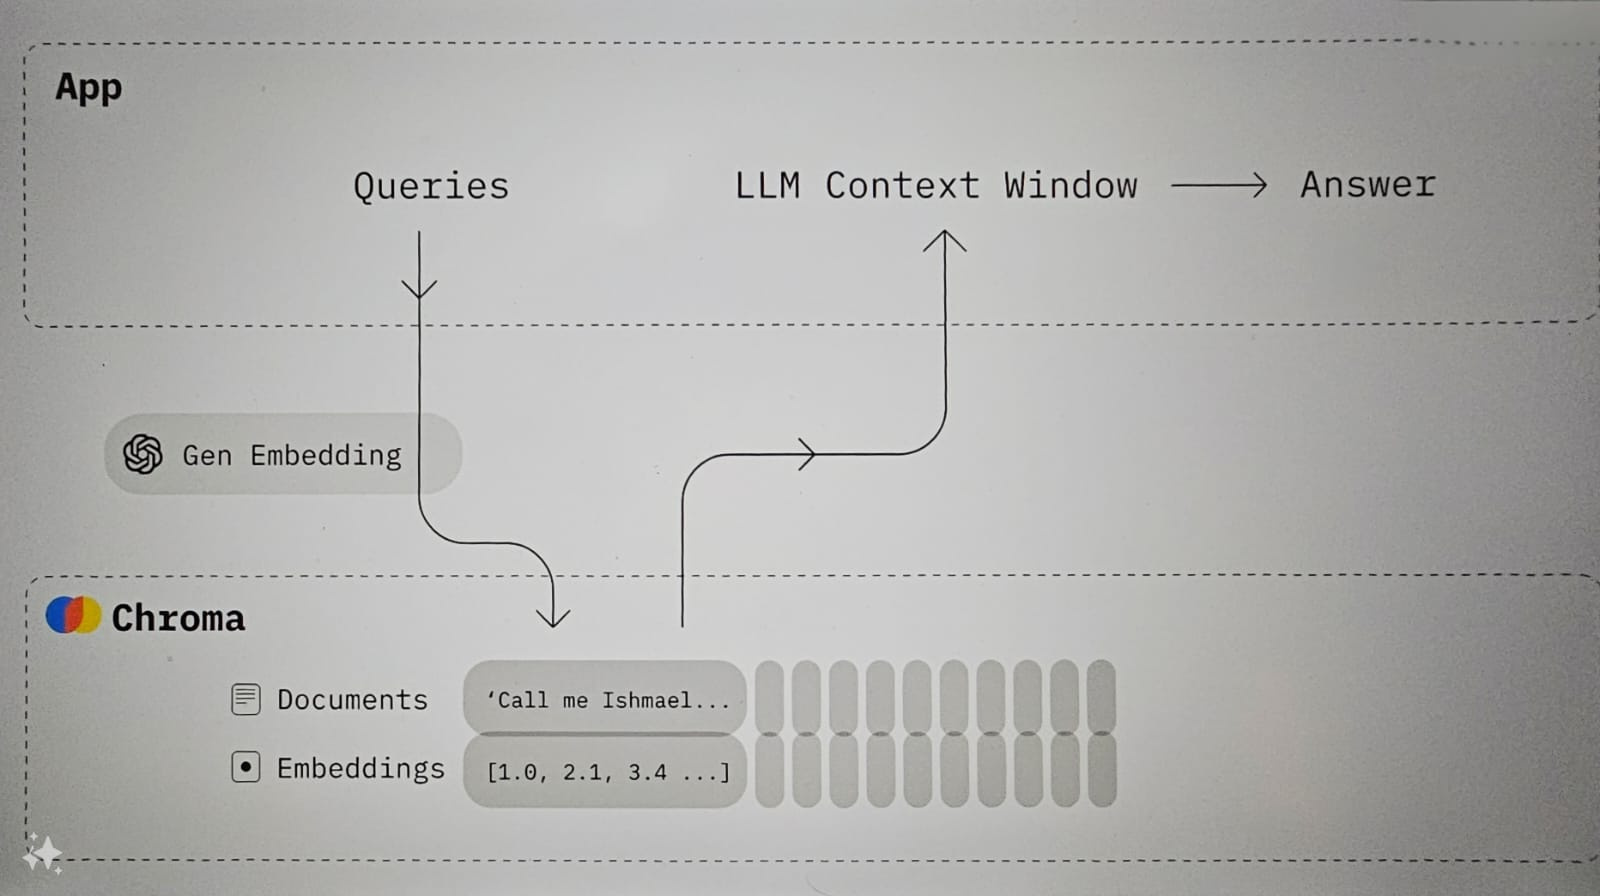 App
Queries
LLM Context Window
Answer
Gen Embedding
Chroma
Documents
‘Call me Ishmael...
Embeddings
[1.0, 2.1, 3.4 ...]